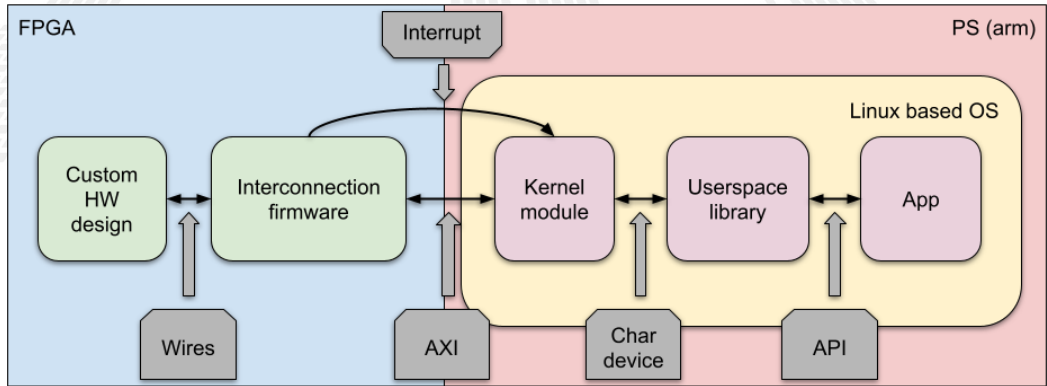 FPGA
Interrupt
PS (arm)
Linux based OS
Custom
HW
design
Interconnection
firmware
Kernel
module
Userspace
library
App
Wires
AXI
Char
device
API